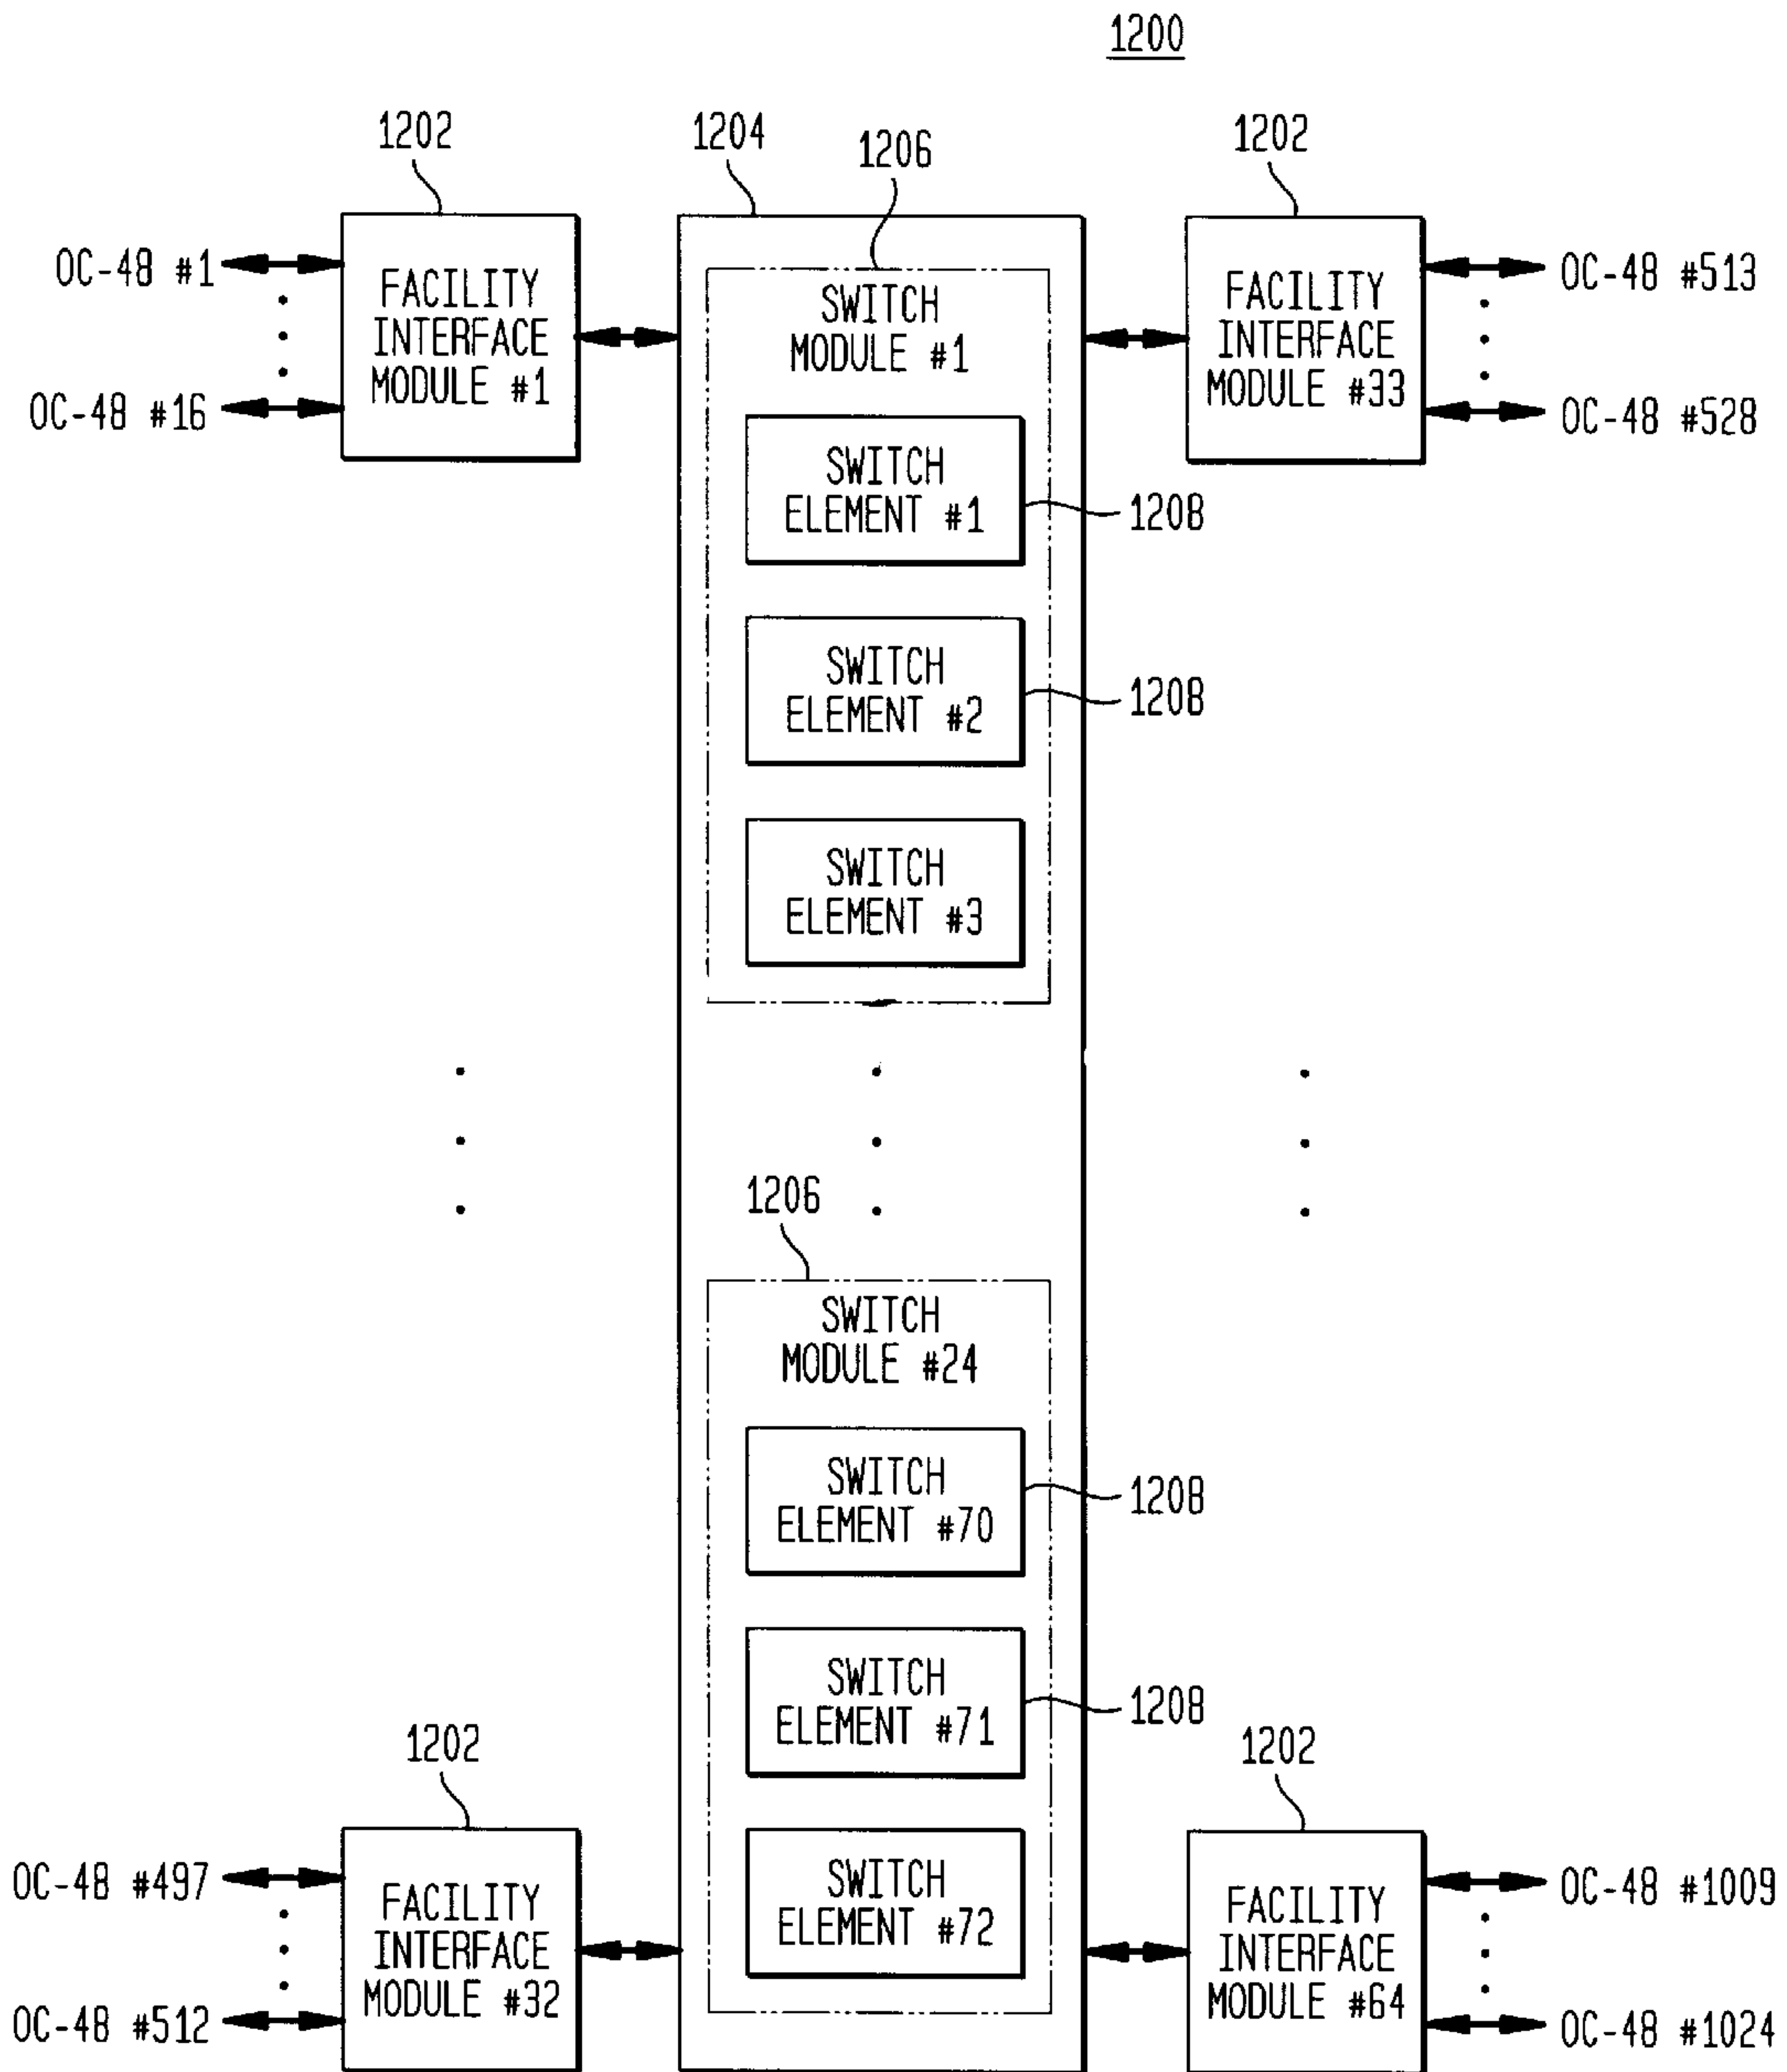 1200
1202
1204
1206
1202
OC-48 #1
OC-48 #16
FACILITY
INTERFACE
MODULE #1
SWITCH
MODULE #1
SWITCH
ELEMENT #1
1208
SWITCH
ELEMENT #2
1208
SWITCH
ELEMENT #3
FACILITY
INTERFACE
MODULE #33
OC-48 #513
OC-48 #528
1206
SWITCH
MODULE #24
SWITCH
ELEMENT #70
1208
SWITCH
ELEMENT #71
1208
SWITCH
ELEMENT #72
1202
OC-48 #497
OC-48 #512
FACILITY
INTERFACE
MODULE #32
1202
FACILITY
INTERFACE
MODULE #64
OC-48 #1009
OC-48 #1024